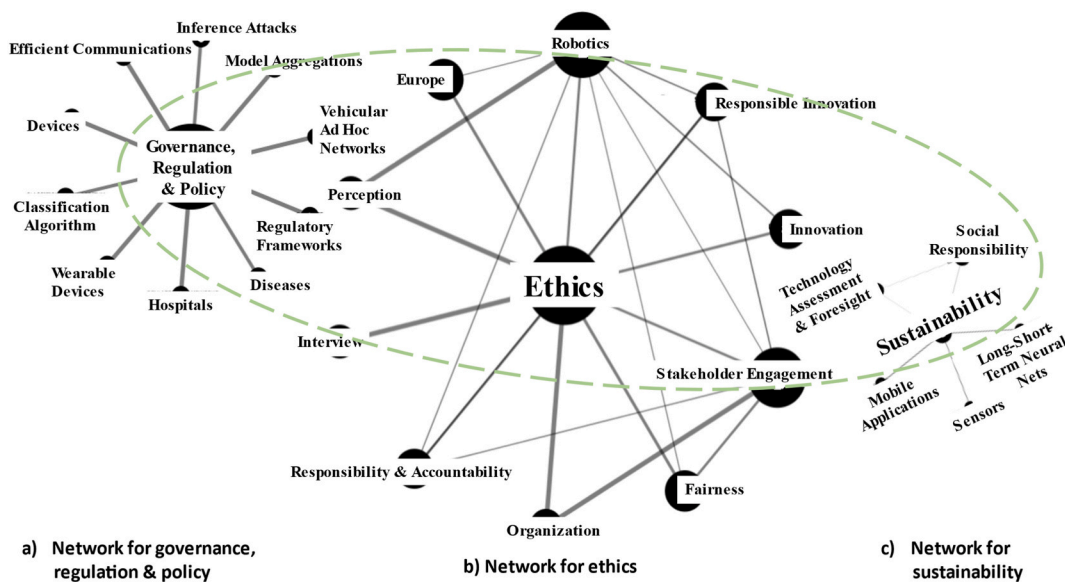 Inference Attacks
Efficient Communications
Model Aggregations
Devices
Vehicular
Ad Hoc
Networks
Governance,
Regulation
& Policy
Classification
Algorithm
Regulatory
Frameworks
Wearable
Devices
Diseases
Hospitals
Robotics
Europe
Responsible Innovation
Perception
Innovation
Ethics
Interview
Stakeholder Engagement
Responsibility & Accountability
Fairness
Organization
Social
Responsibility
Technology
Assessment
& Foresight
Sustainability
Long-Short-
Term Neural
Nets
Mobile
Applications
Sensors
a) Network for governance,
regulation & policy
b) Network for ethics
c) Network for
sustainability